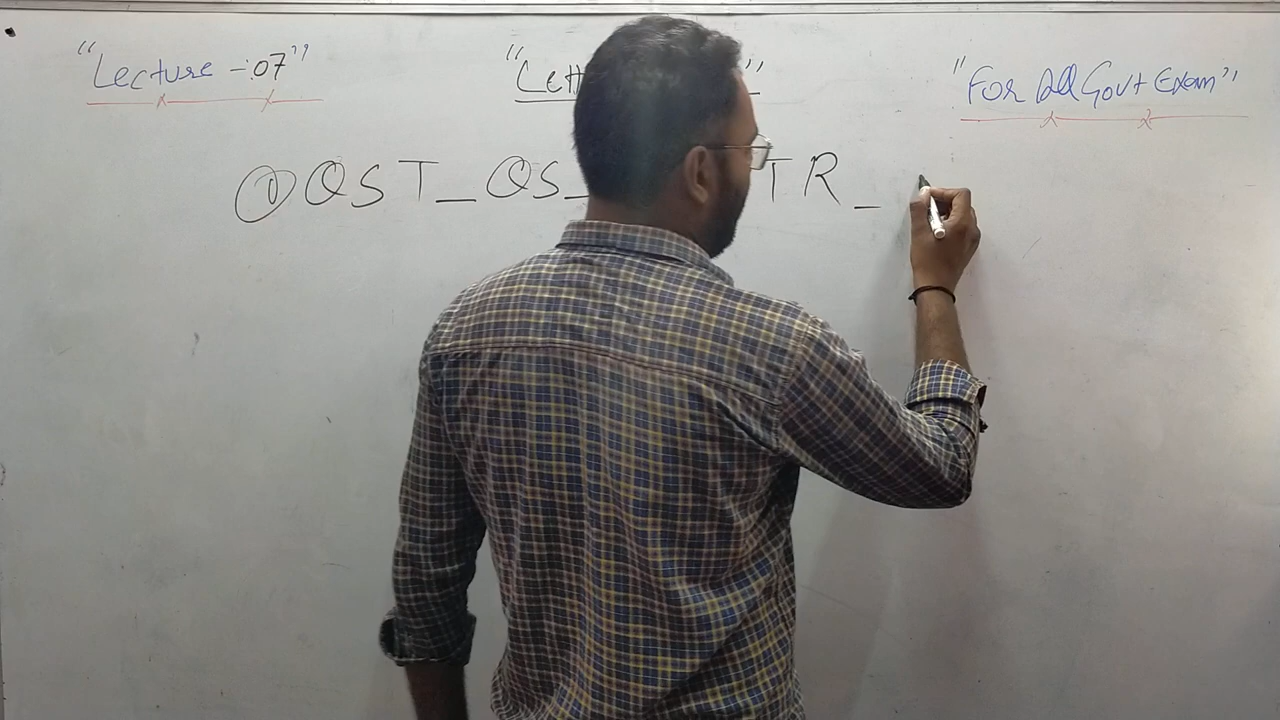 "Lecture - :07"
"For All Govt Exam"
① QST_QS_ TR_